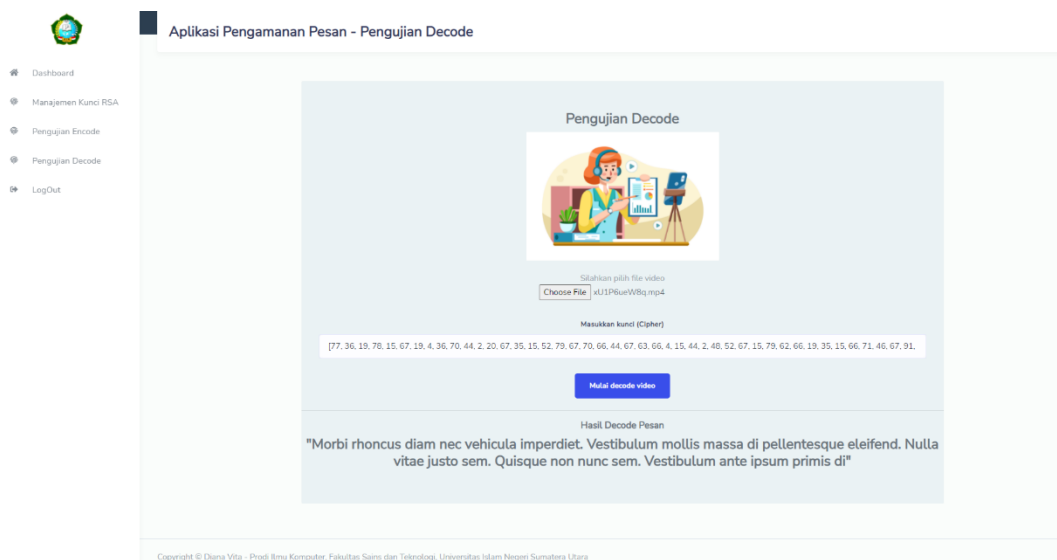 Aplikasi Pengamanan Pesan - Pengujian Decode
Dashboard
Manajemen Kunci RSA
Pengujian Encode
Pengujian Decode
LogOut
Pengujian Decode
Silahkan pilih file video
Choose File xU1P6ueW8q.mp4
Masukkan kunci (Cipher)
[77, 36, 19, 78, 15, 67, 19, 4, 36, 70, 44, 2, 20, 67, 35, 15, 52, 79, 67, 70, 66, 44, 67, 63, 66, 4, 15, 44, 2, 48, 52, 67, 15, 79, 62, 66, 19, 35, 15, 66, 71, 46, 67, 91,
Mulai decode video
Hasil Decode Pesan
"Morbi rhoncus diam nec vehicula imperdiet. Vestibulum mollis massa di pellentesque eleifend. Nulla
vitae justo sem. Quisque non nunc sem. Vestibulum ante ipsum primis di"
Copyright © Diana Vita - Prodi Ilmu Komputer, Fakultas Sains dan Teknologi, Universitas Islam Negeri Sumatera Utara